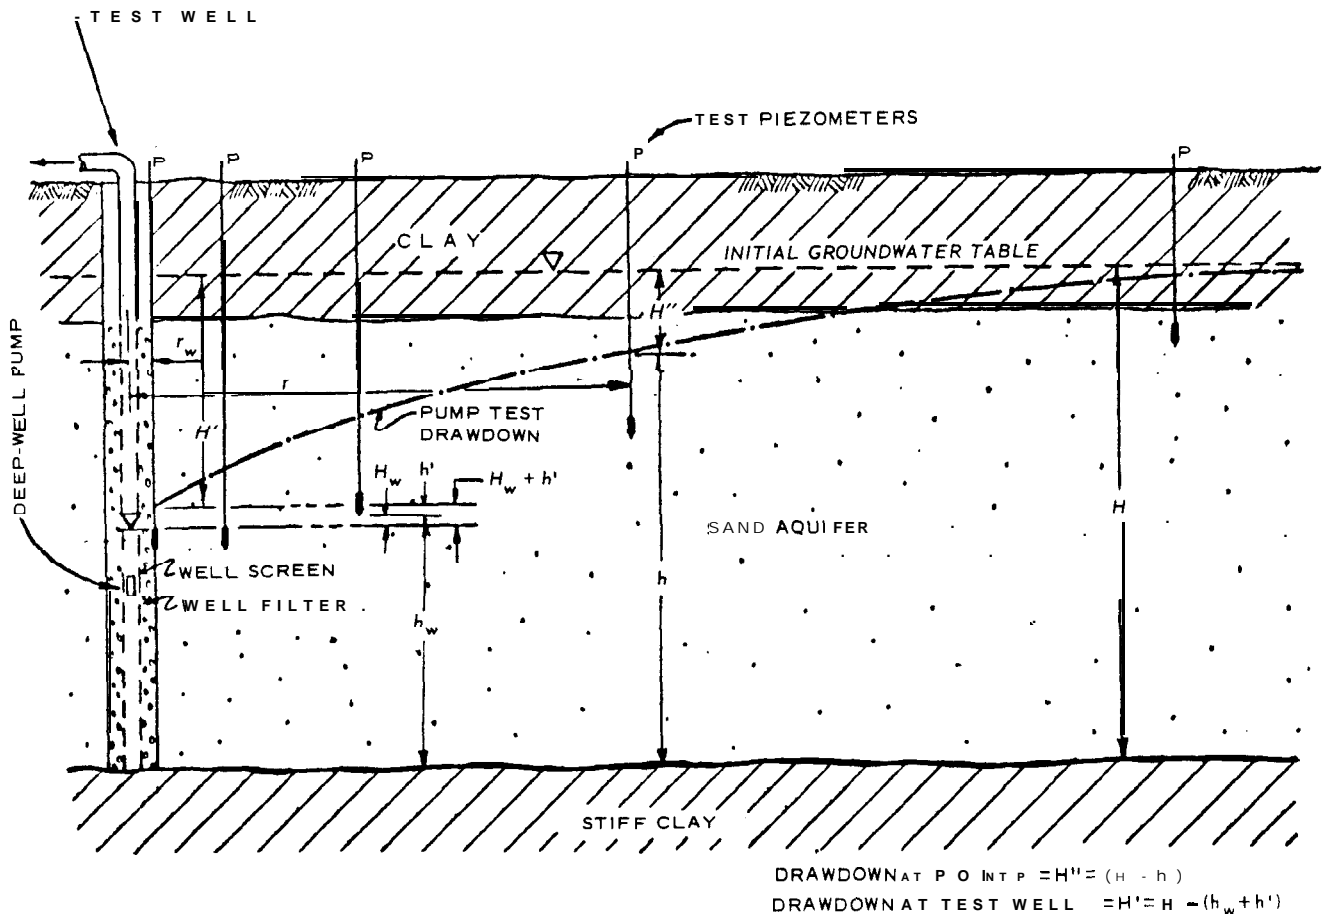 TEST WELL
TEST PIEZOMETERS
P
P
P
P
P
CLAY
INITIAL GROUNDWATER TABLE
H"
r_w
r
DEEP-WELL PUMP
H'
PUMP TEST
DRAWDOWN
H_w
h'
H_w + h'
H
SAND AQUIFER
WELL SCREEN
h
WELL FILTER
h_w
STIFF CLAY
DRAWDOWN AT POINT P = H" = (H - h)
DRAWDOWN AT TEST WELL = H' = H - (h_w + h')